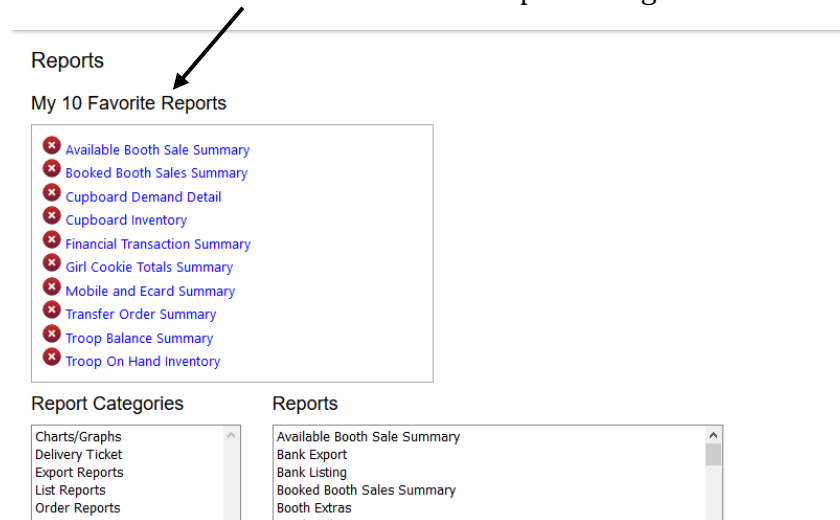 Reports
My 10 Favorite Reports
Available Booth Sale Summary
Booked Booth Sales Summary
Cupboard Demand Detail
Cupboard Inventory
Financial Transaction Summary
Girl Cookie Totals Summary
Mobile and Ecard Summary
Transfer Order Summary
Troop Balance Summary
Troop On Hand Inventory
Report Categories
Charts/Graphs
Delivery Ticket
Export Reports
List Reports
Order Reports
Reports
Available Booth Sale Summary
Bank Export
Bank Listing
Booked Booth Sales Summary
Booth Extras